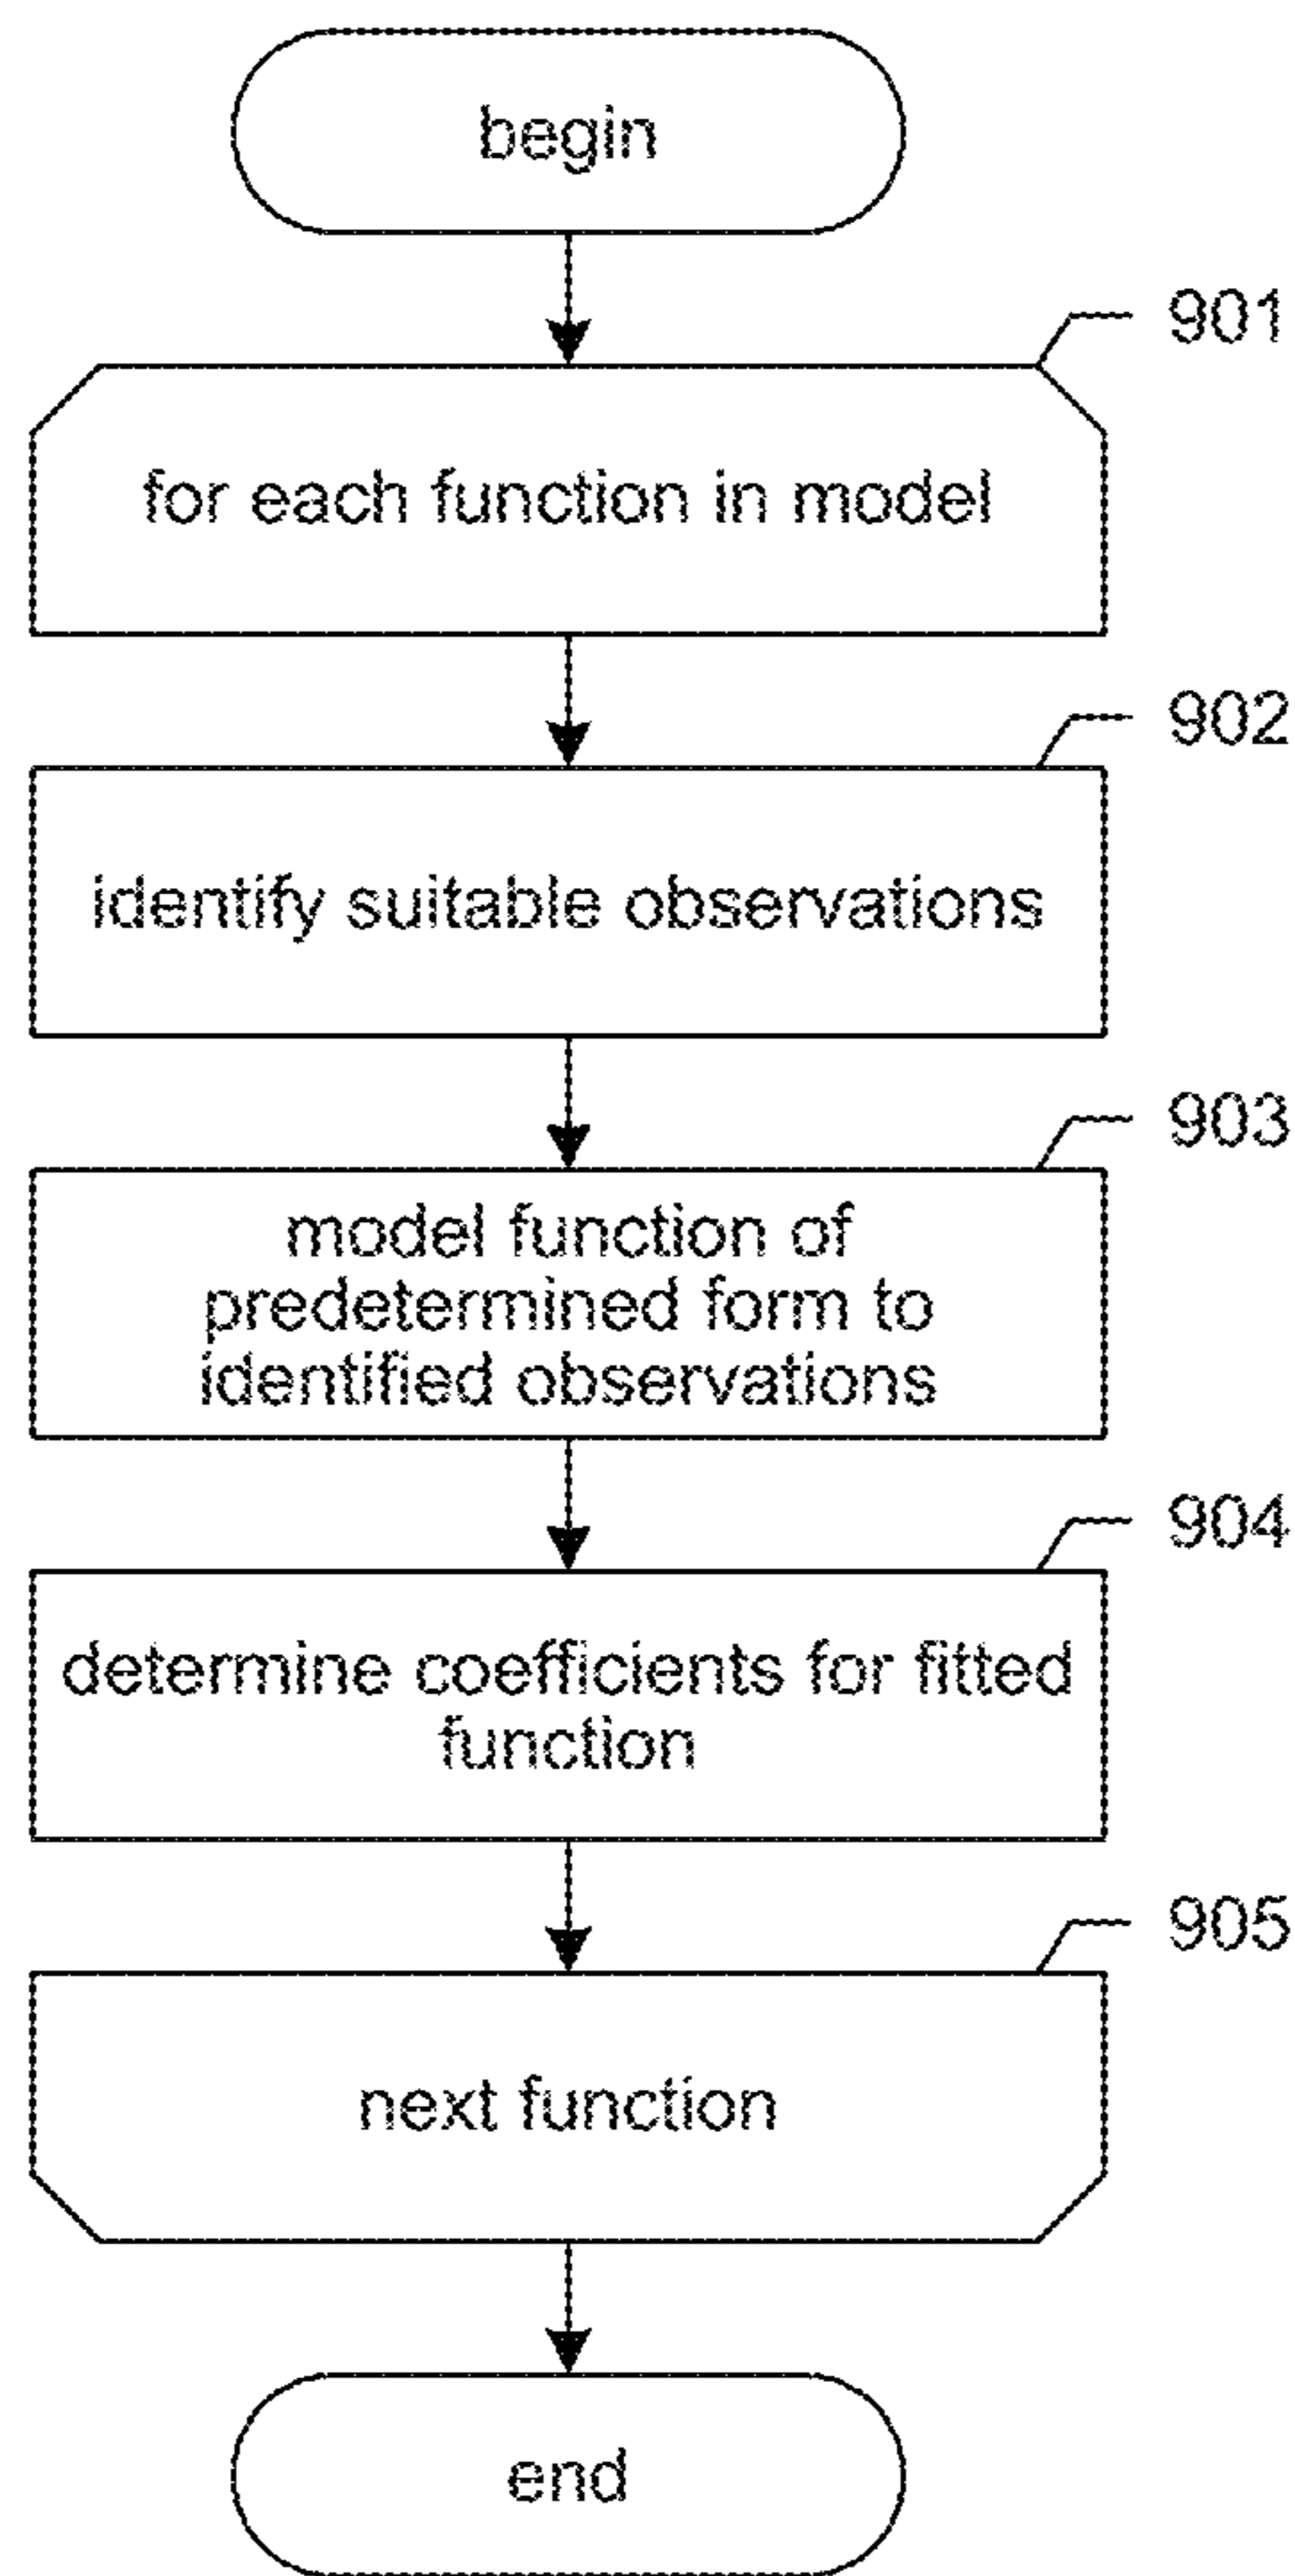 begin
901
for each function in model
902
identify suitable observations
903
model function of
predetermined form to
identified observations
904
determine coefficients for fitted
function
905
next function
end